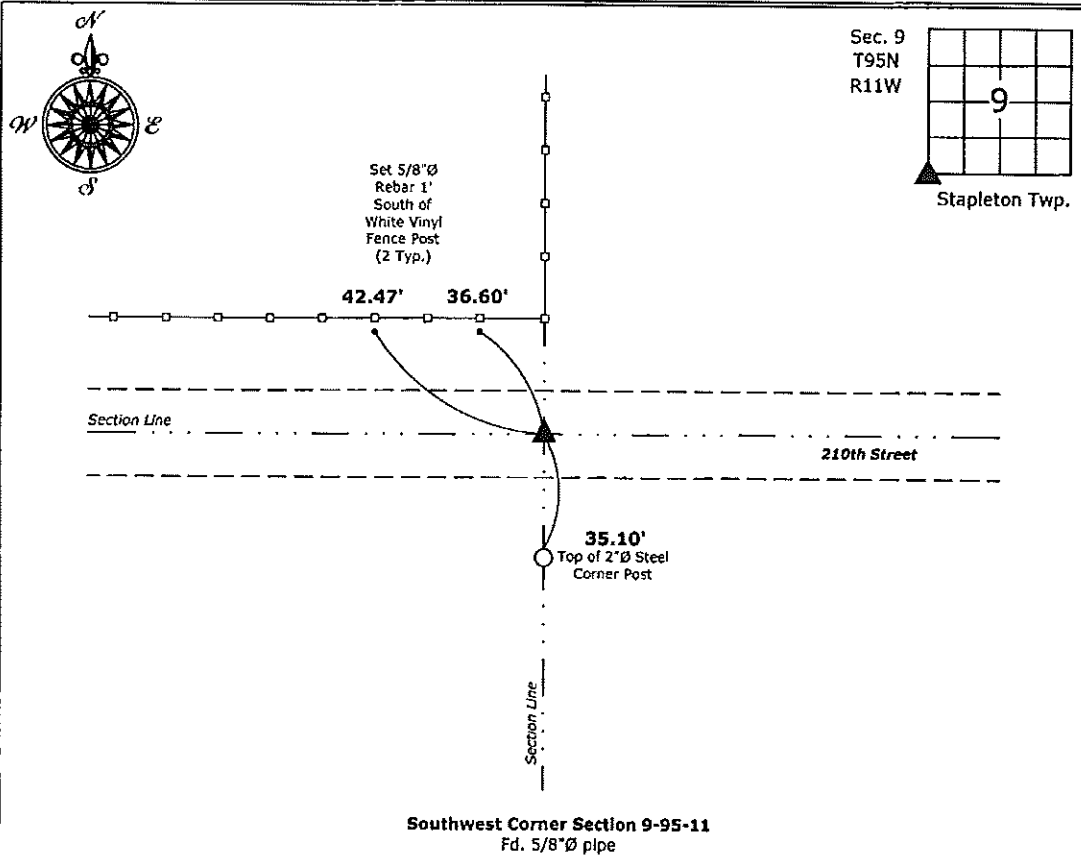 N
W E
S
Sec. 9
T95N
R11W
9
Stapleton Twp.
Set 5/8"Ø
Rebar 1'
South of
White Vinyl
Fence Post
(2 Typ.)
42.47' 36.60'
Section Line
210th Street
35.10'
Top of 2"Ø Steel
Corner Post
Section Line
Southwest Corner Section 9-95-11
Fd. 5/8"Ø pipe